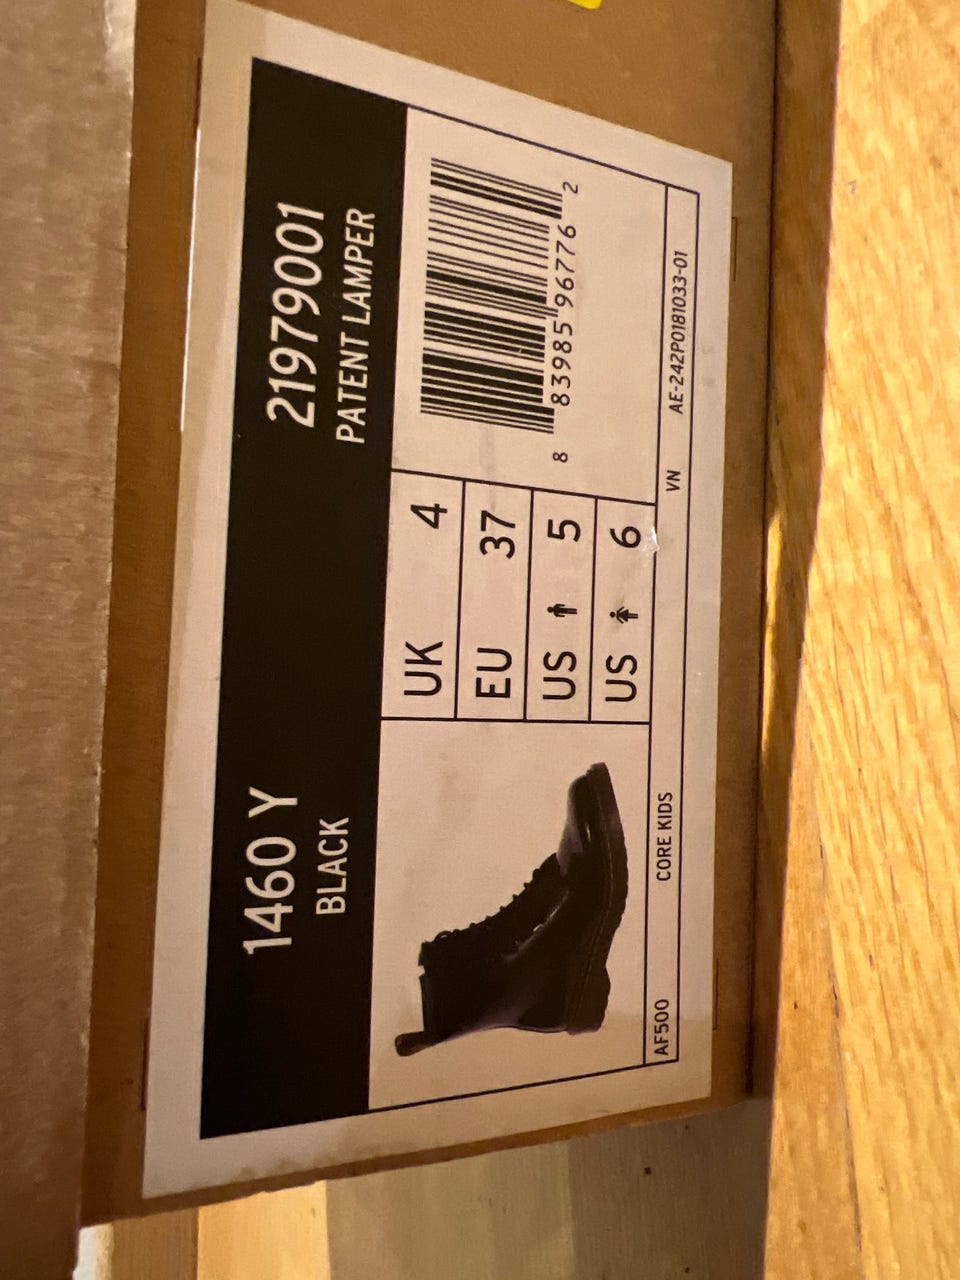 1460 Y 21979001
BLACK PATENT LAMPER
UK 4
EU 37
US 5
US 6
8 83985 96776 2
AF500 CORE KIDS VN AE-242P0181033-01